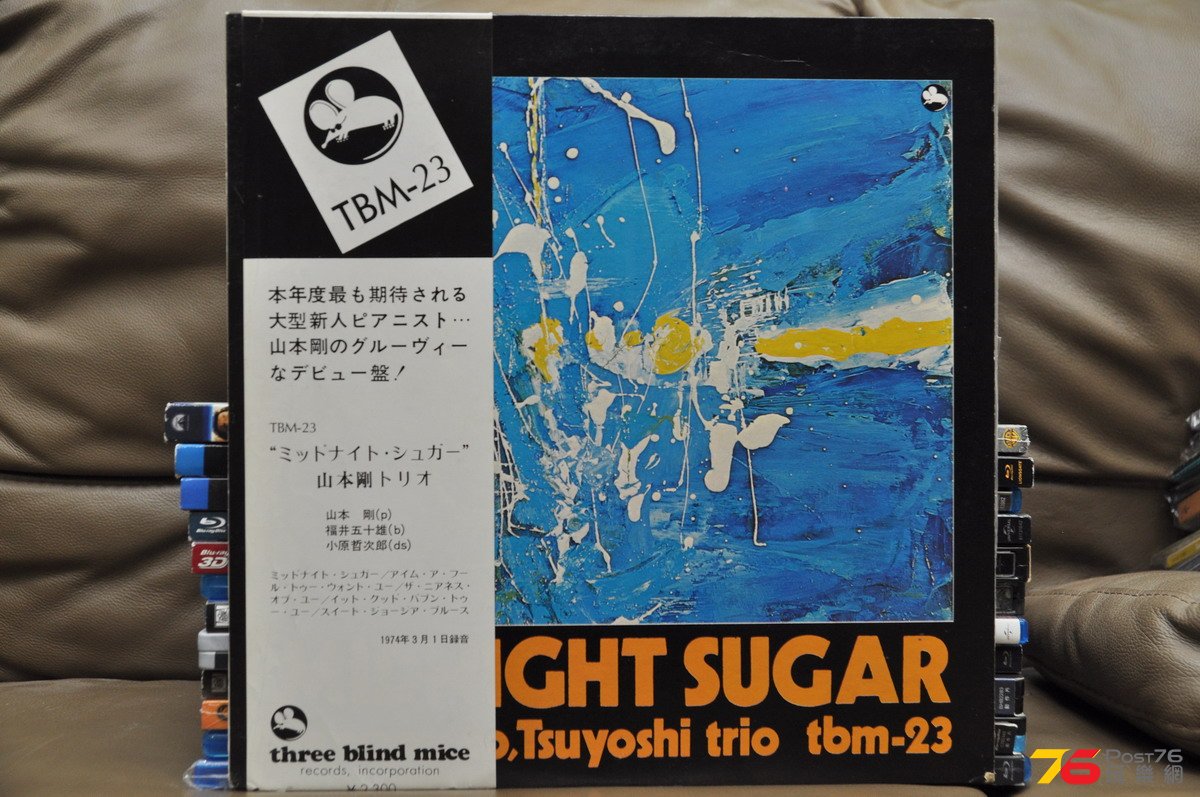 TBM-23
本年度最も期待される
大型新人ピアニスト…
山本剛のグルーヴィー
なデビュー盤！
TBM-23
“ミッドナイト・シュガー”
山本剛トリオ
山本　剛(p)
福井五十雄(b)
小原哲次郎(ds)
ミッドナイト・シュガー／アイム・ア・フー
ル・トゥー・ウォント・ユー／ザ・ニアネス・
オブ・ユー／イット・クッド・ハプン・トゥ
ー・ユー／スイート・ジョージア・ブルース
1974年3月1日録音
three blind mice
records, incorporation
¥2,300
IGHT SUGAR
o,Tsuyoshi trio tbm-23
Blu-ray
3D
76 Post76